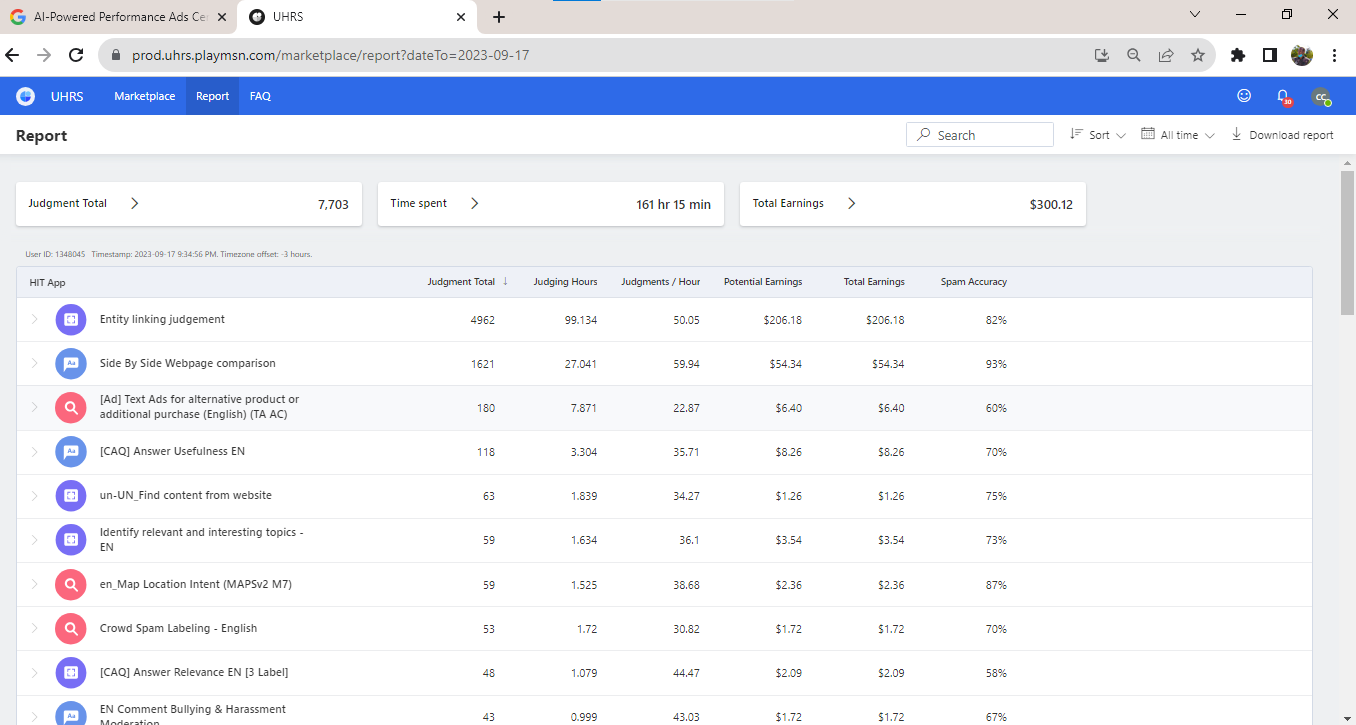 AI-Powered Performance Ads Ce
UHRS
prod.uhrs.playmsn.com/marketplace/report?dateTo=2023-09-17
UHRS Marketplace Report FAQ 30 CC
Report Search Sort All time Download report
Judgment Total 7,703 Time spent 161 hr 15 min Total Earnings $300.12
User ID: 1348045 Timestamp: 2023-09-17 9:34:56 PM. Timezone offset: -3 hours.
HIT App Judgment Total ↓ Judging Hours Judgments / Hour Potential Earnings Total Earnings Spam Accuracy
Entity linking judgement 4962 99.134 50.05 $206.18 $206.18 82%
Aa Side By Side Webpage comparison 1621 27.041 59.94 $54.34 $54.34 93%
[Ad] Text Ads for alternative product or
additional purchase (English) (TA AC) 180 7.871 22.87 $6.40 $6.40 60%
Aa [CAQ] Answer Usefulness EN 118 3.304 35.71 $8.26 $8.26 70%
un-UN_Find content from website 63 1.839 34.27 $1.26 $1.26 75%
Identify relevant and interesting topics -
EN 59 1.634 36.1 $3.54 $3.54 73%
en_Map Location Intent (MAPSv2 M7) 59 1.525 38.68 $2.36 $2.36 87%
Crowd Spam Labeling - English 53 1.72 30.82 $1.72 $1.72 70%
[CAQ] Answer Relevance EN [3 Label] 48 1.079 44.47 $2.09 $2.09 58%
Aa EN Comment Bullying & Harassment
Moderation 43 0.999 43.03 $1.72 $1.72 67%